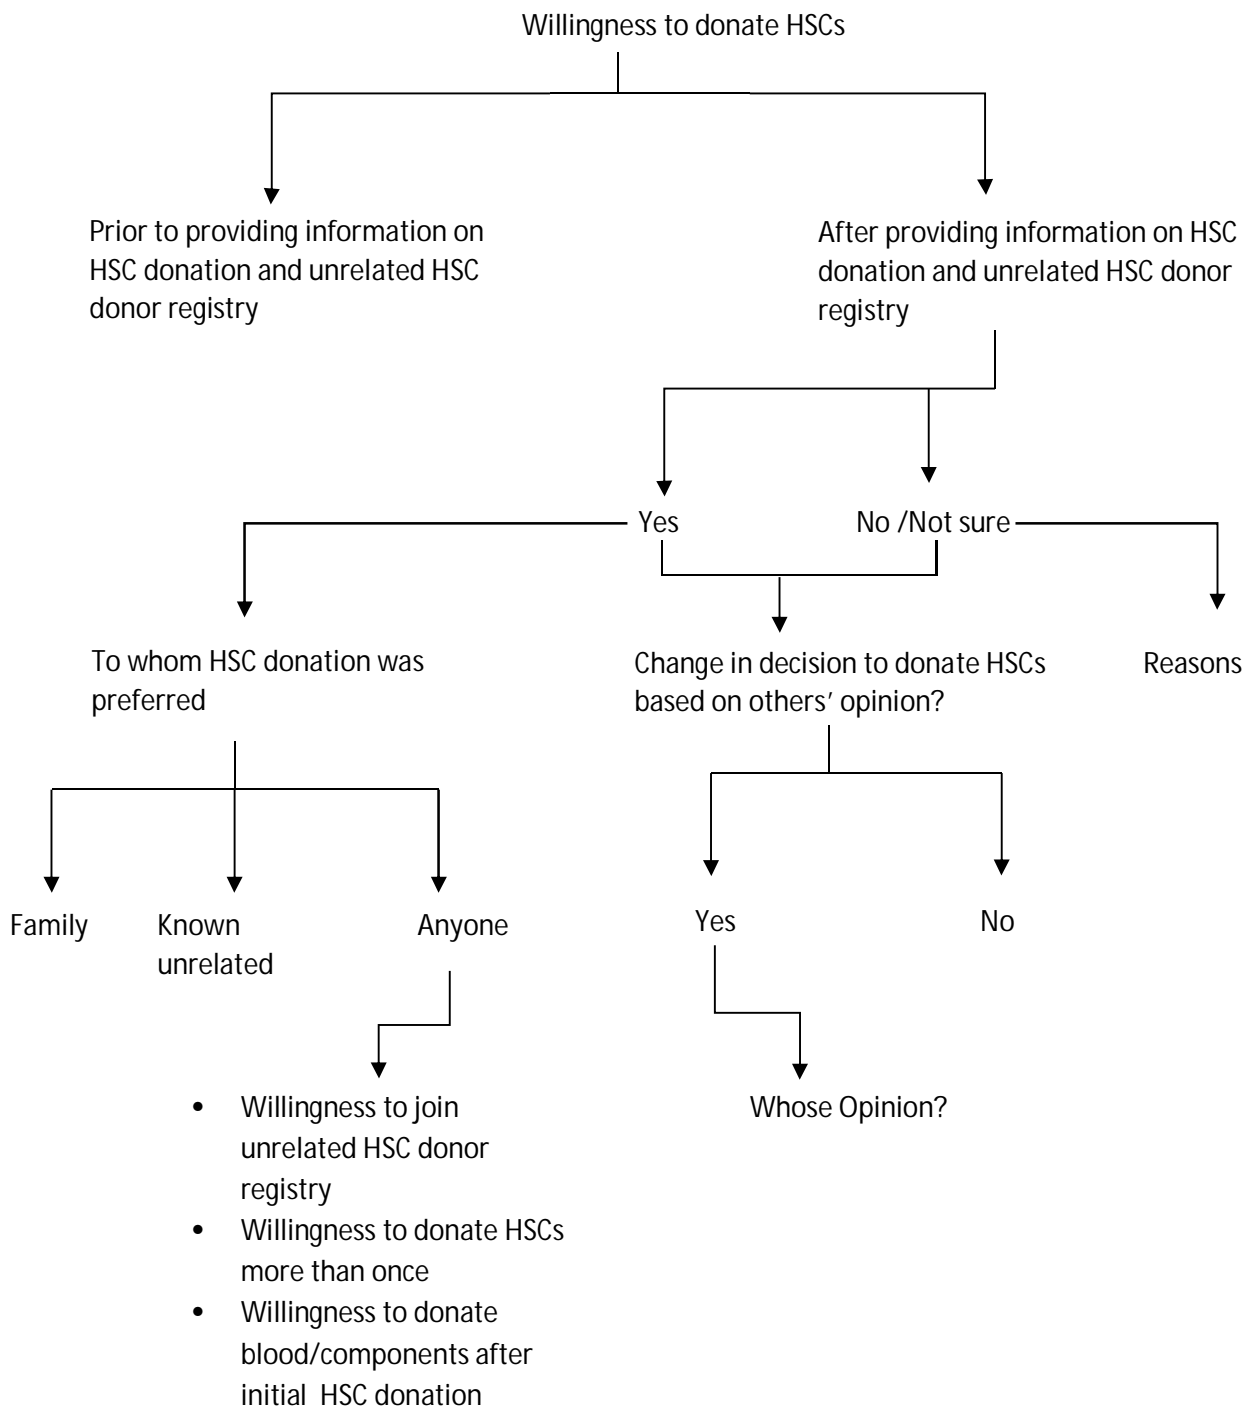 Willingness to donate HSCs
Prior to providing information on
HSC donation and unrelated HSC
donor registry
After providing information on HSC
donation and unrelated HSC donor
registry
Yes
No /Not sure
To whom HSC donation was
preferred
Change in decision to donate HSCs
based on others’ opinion?
Reasons
Family
Known
unrelated
Anyone
Yes
No
• Willingness to join
unrelated HSC donor
registry
• Willingness to donate HSCs
more than once
• Willingness to donate
blood/components after
initial HSC donation
Whose Opinion?